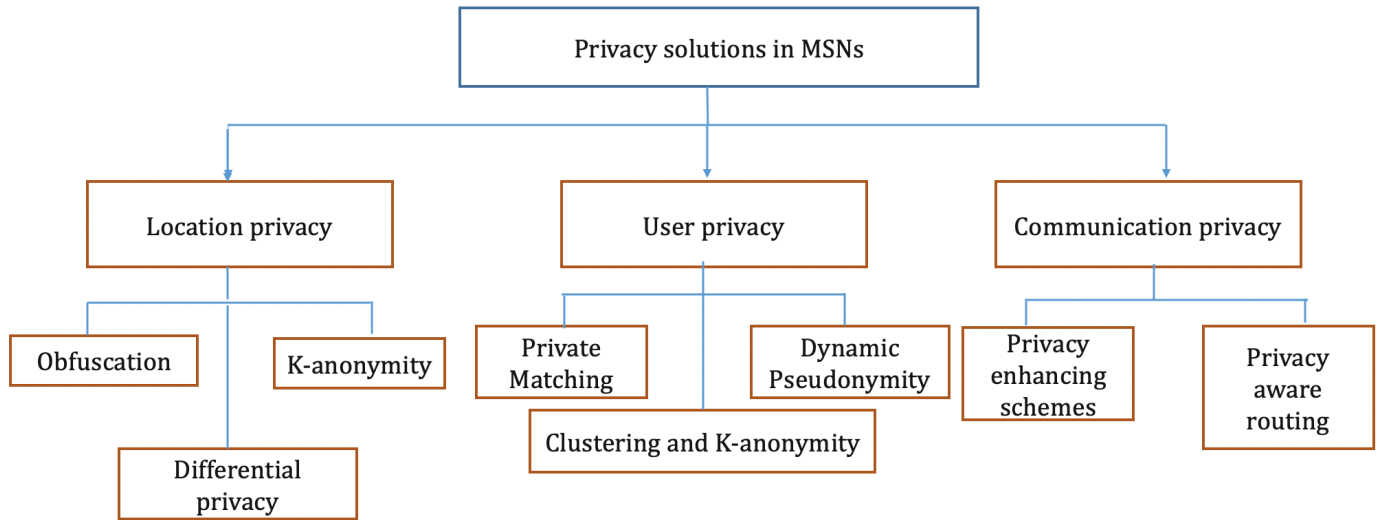 Privacy solutions in MSNs
Location privacy
User privacy
Communication privacy
Obfuscation
K-anonymity
Differential
privacy
Private
Matching
Dynamic
Pseudonymity
Clustering and K-anonymity
Privacy
enhancing
schemes
Privacy
aware
routing